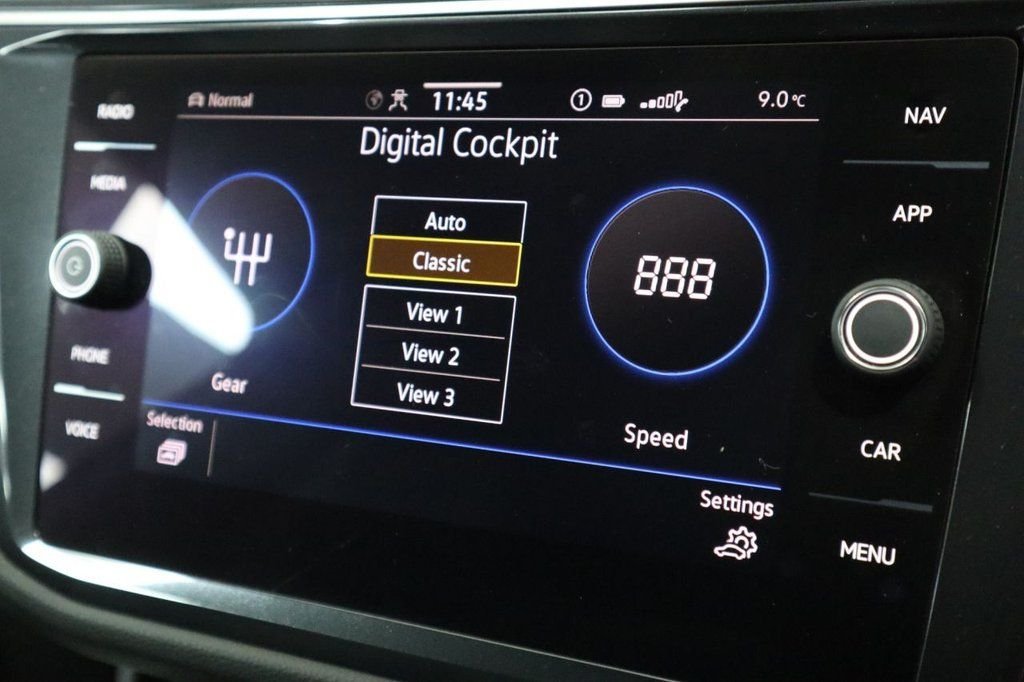 RADIO
MEDIA
PHONE
VOICE
Normal
11:45
1
9.0°C
Digital Cockpit
Auto
Classic
View 1
View 2
View 3
Gear
888
Speed
Selection
Settings
NAV
APP
CAR
MENU